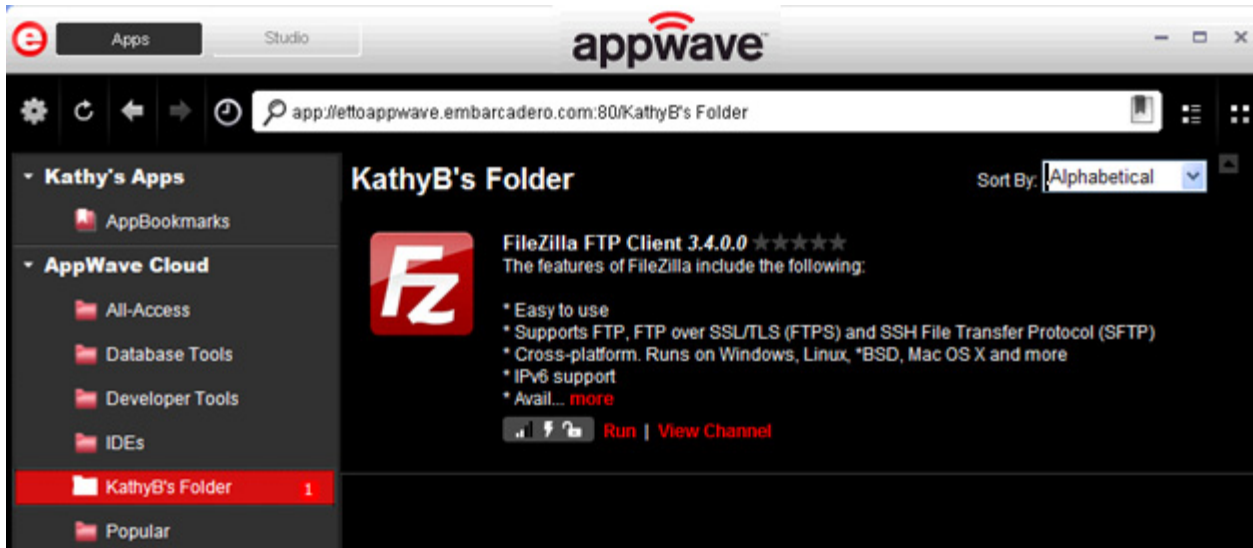 e Apps Studio appwave™
app://ettoappwave.embarcadero.com:80/KathyB's Folder
Kathy's Apps
AppBookmarks
AppWave Cloud
All-Access
Database Tools
Developer Tools
IDEs
KathyB's Folder 1
Popular
KathyB's Folder
Sort By: Alphabetical
Fz
FileZilla FTP Client 3.4.0.0
The features of FileZilla include the following:
* Easy to use
* Supports FTP, FTP over SSL/TLS (FTPS) and SSH File Transfer Protocol (SFTP)
* Cross-platform. Runs on Windows, Linux, *BSD, Mac OS X and more
* IPv6 support
* Avail... more
Run | View Channel